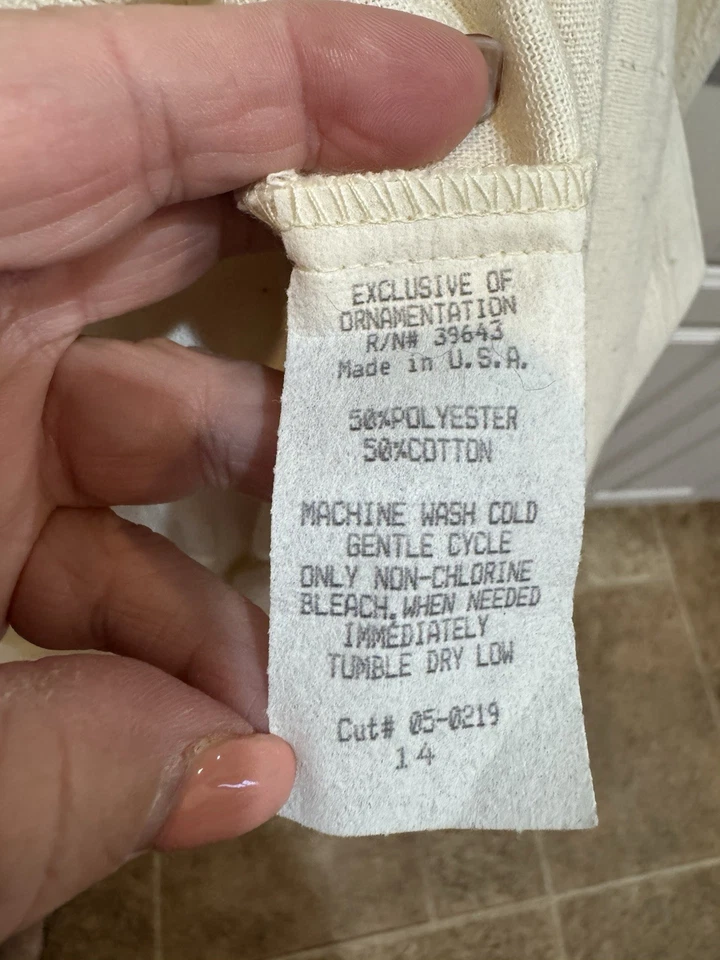 EXCLUSIVE OF
ORNAMENTATION
R/N# 39643
Made in U.S.A.
50%POLYESTER
50%COTTON
MACHINE WASH COLD
GENTLE CYCLE
ONLY NON-CHLORINE
BLEACH, WHEN NEEDED
IMMEDIATELY
TUMBLE DRY LOW
Cut# 05-0219
14